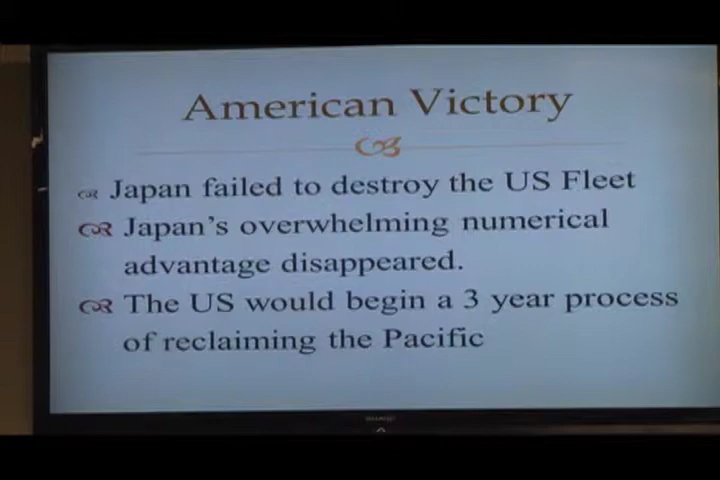 American Victory
Japan failed to destroy the US Fleet
Japan's overwhelming numerical
advantage disappeared.
The US would begin a 3 year process
of reclaiming the Pacific